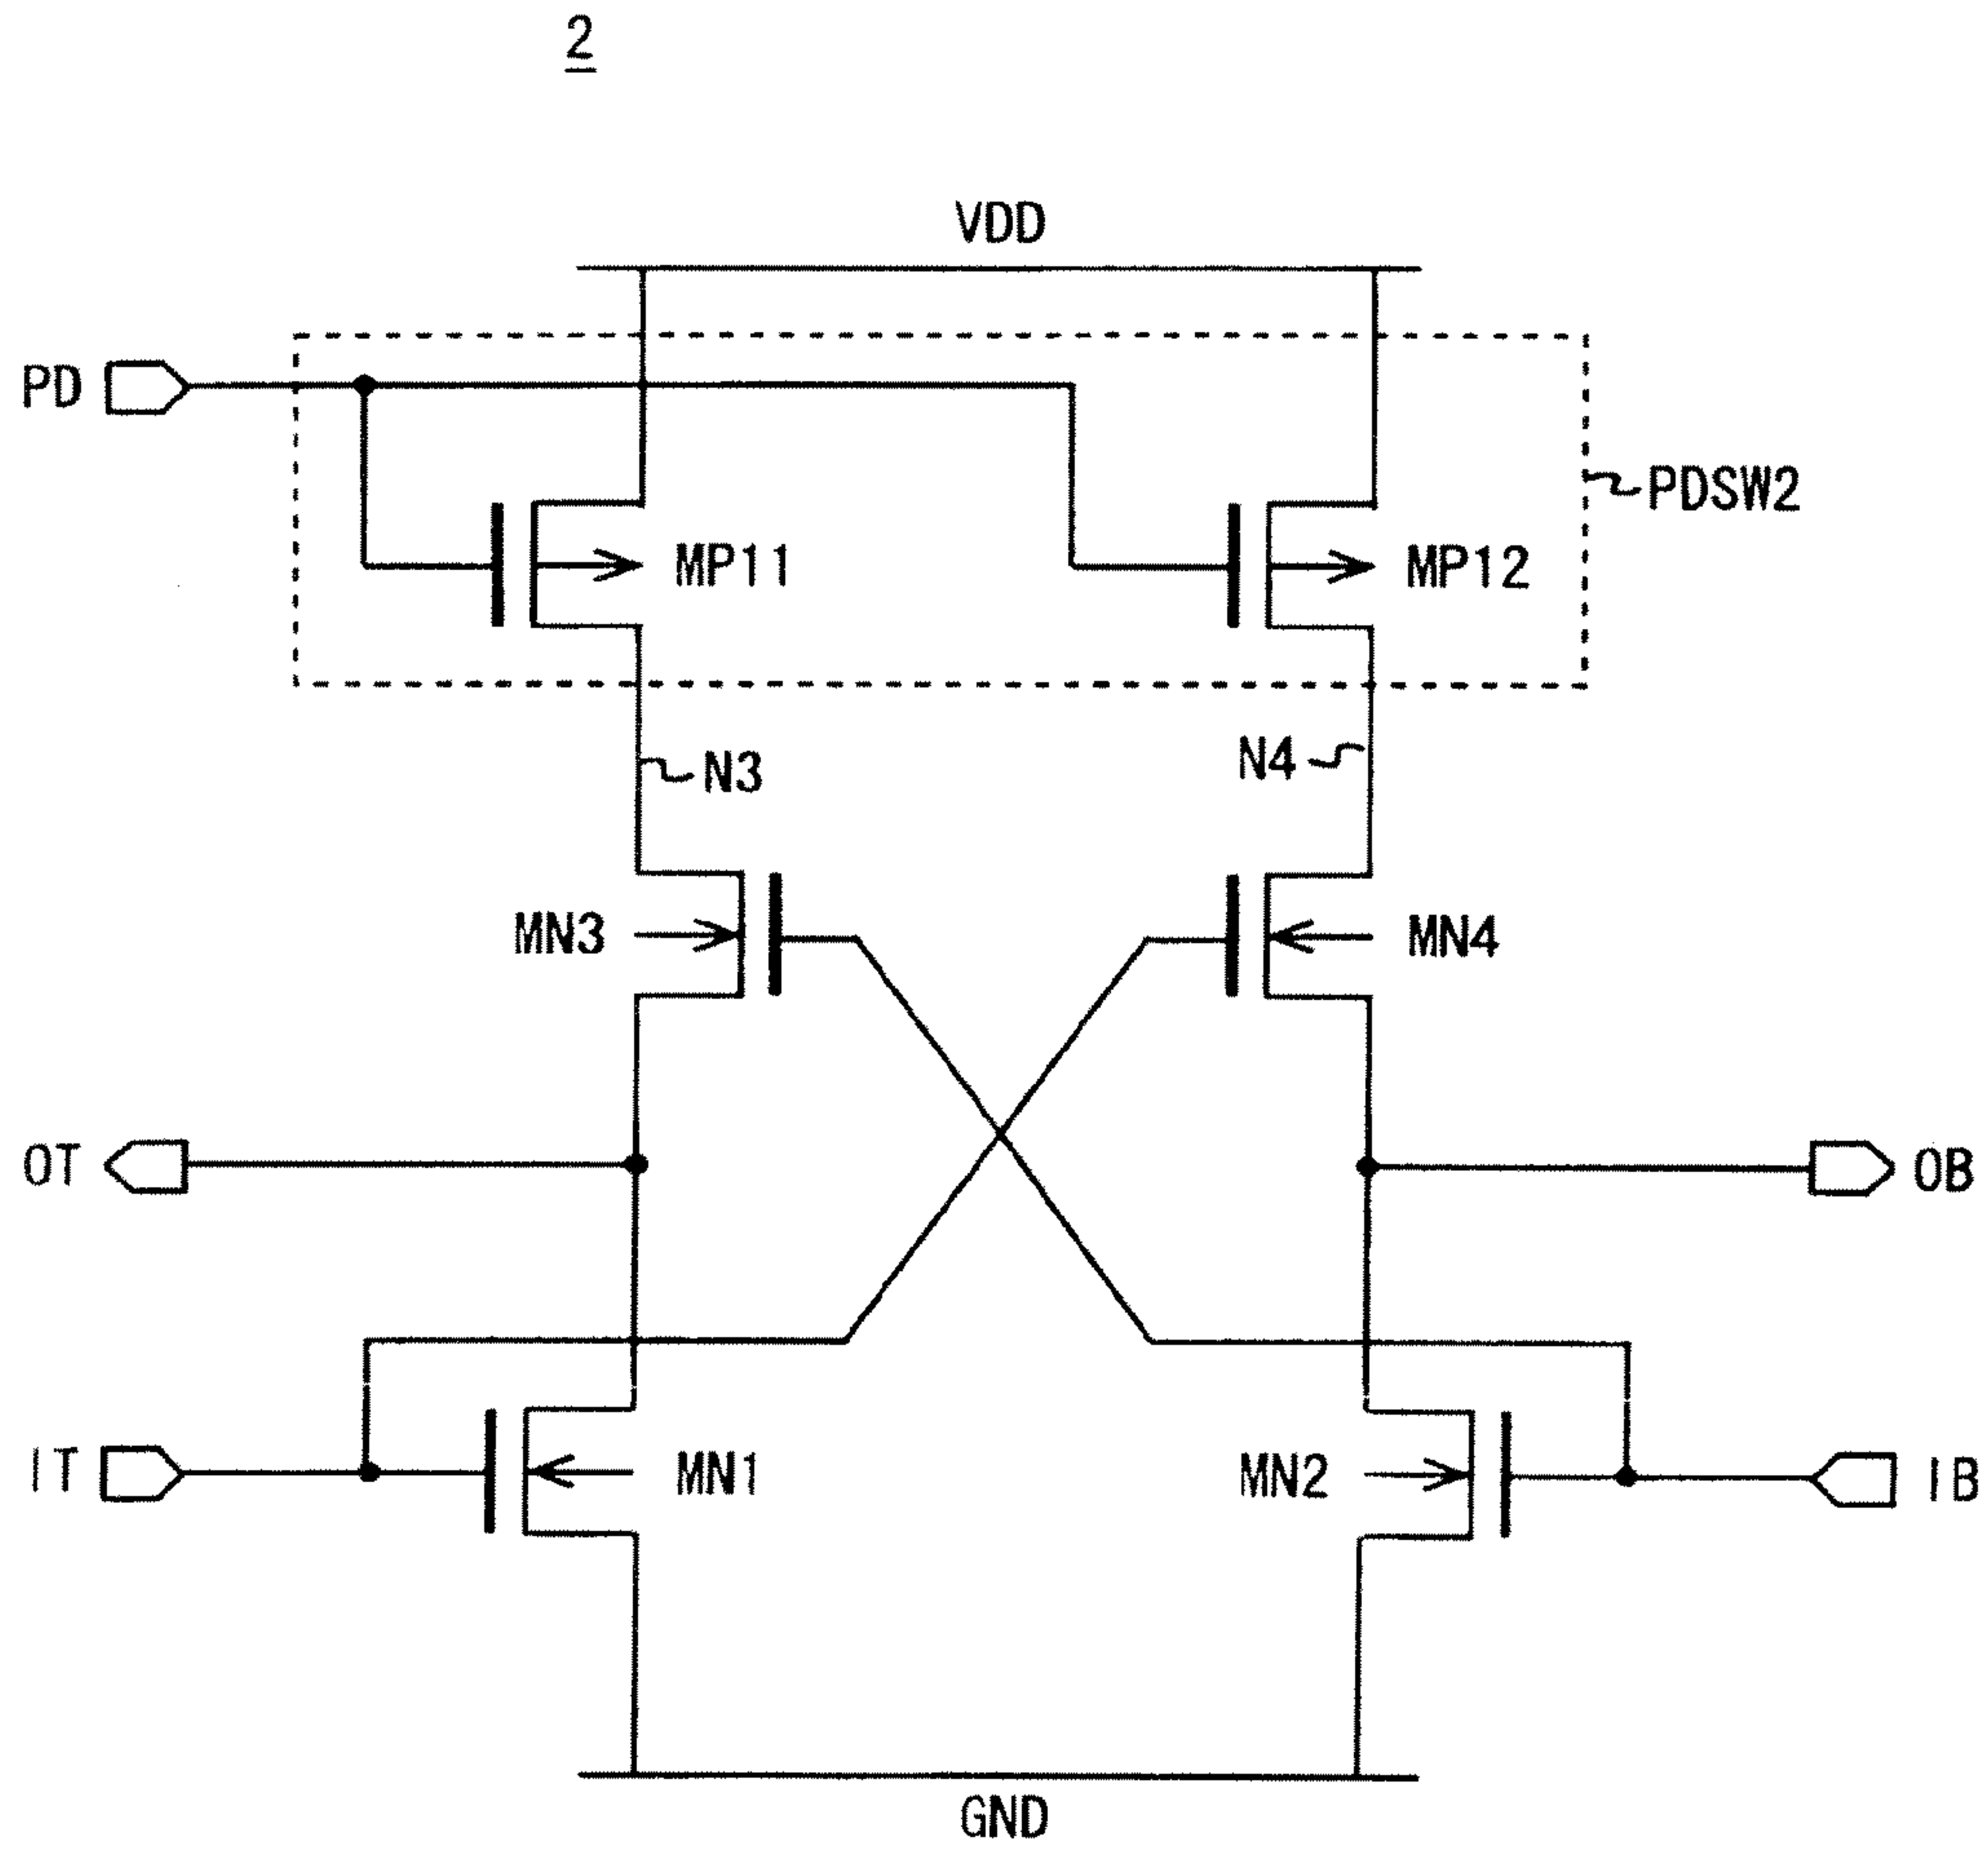 2
VDD
PD
PDSW2
MP11
MP12
N3
N4
MN3
MN4
OT
OB
IT
MN1
MN2
IB
GND